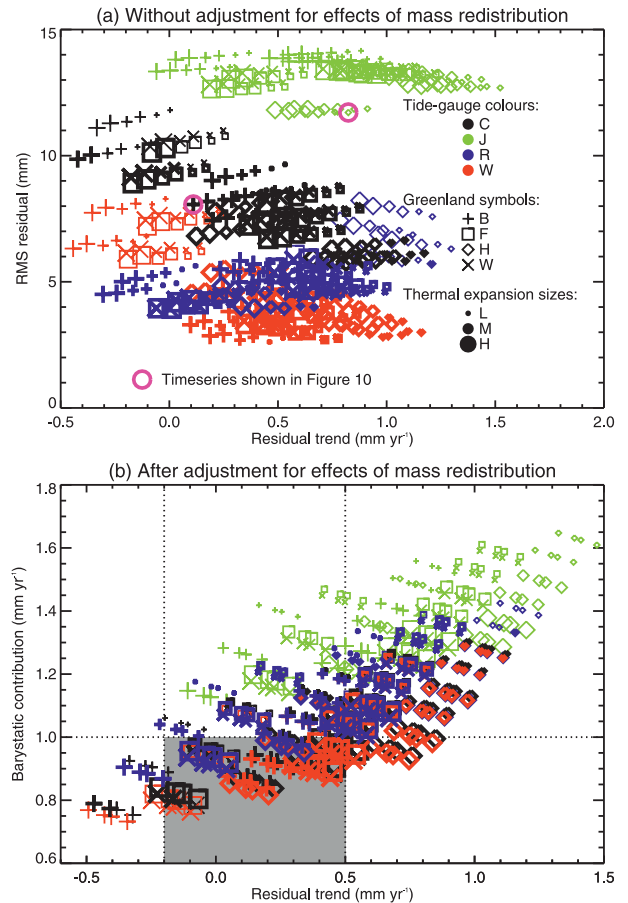 (a) Without adjustment for effects of mass redistribution
15
10
5
0
RMS residual (mm)
Tide-gauge colours:
C
J
R
W
Greenland symbols:
B
F
H
W
Thermal expansion sizes:
L
M
H
Timeseries shown in Figure 10
-0.5 0.0 0.5 1.0 1.5 2.0
Residual trend (mm yr⁻¹)
(b) After adjustment for effects of mass redistribution
1.8
1.6
1.4
1.2
1.0
0.8
0.6
Barystatic contribution (mm yr⁻¹)
-0.5 0.0 0.5 1.0 1.5
Residual trend (mm yr⁻¹)